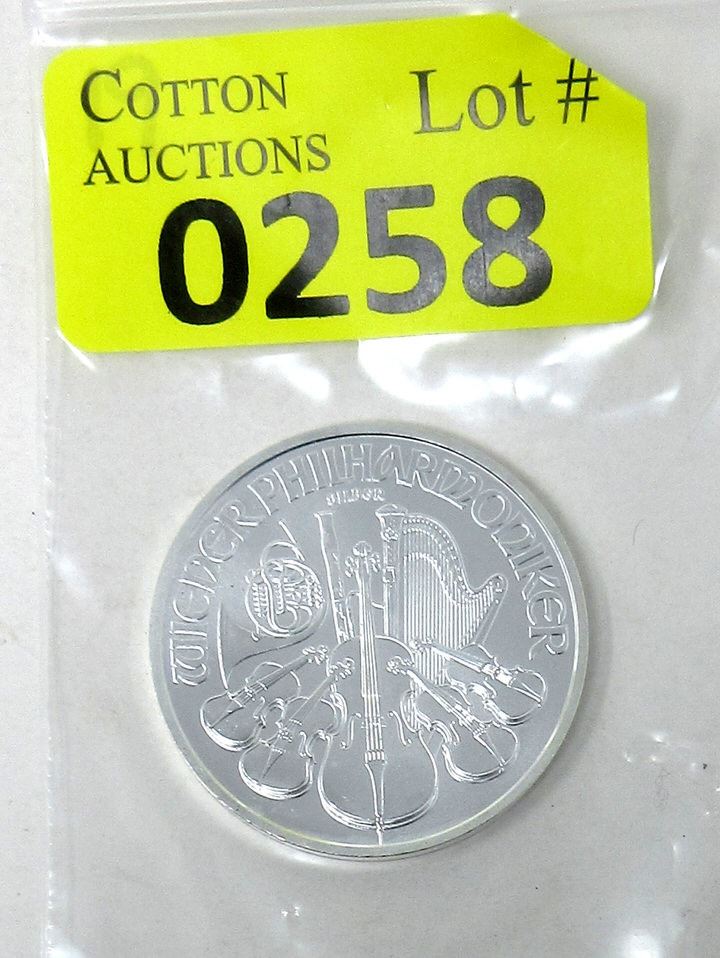 COTTON
AUCTIONS
Lot #
0258
WIENER PHILHARMONIKER
SILBER